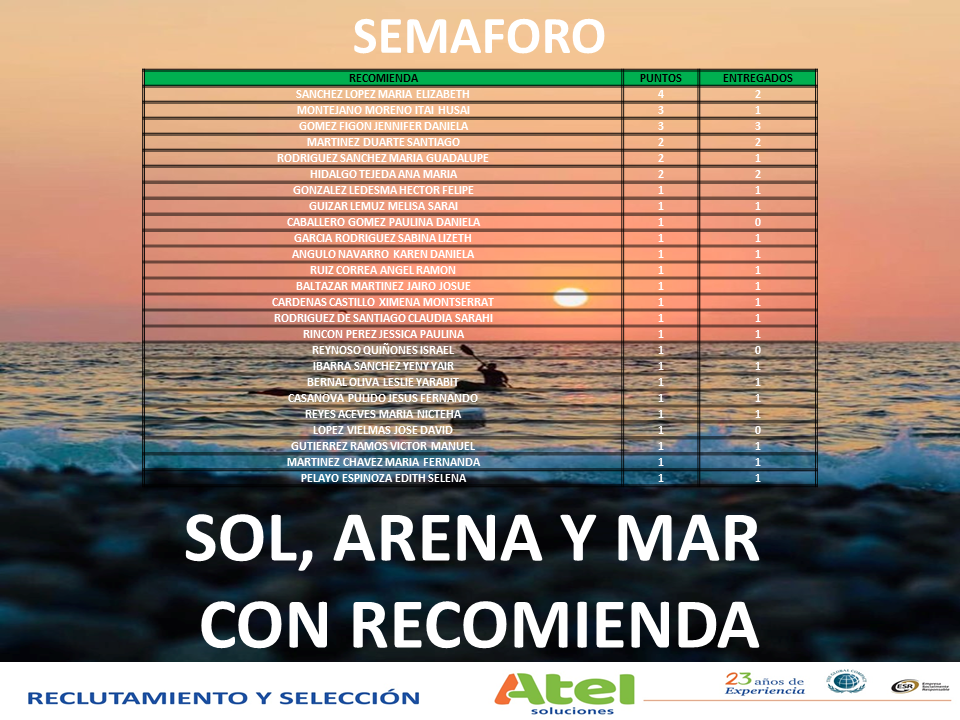 SEMAFORO
RECOMIENDA PUNTOS ENTREGADOS
SANCHEZ LOPEZ MARIA ELIZABETH 4 2
MONTEJANO MORENO ITAI HUSAI 3 1
GOMEZ FIGON JENNIFER DANIELA 3 3
MARTINEZ DUARTE SANTIAGO 2 2
RODRIGUEZ SANCHEZ MARIA GUADALUPE 2 1
HIDALGO TEJEDA ANA MARIA 2 2
GONZALEZ LEDESMA HECTOR FELIPE 1 1
GUIZAR LEMUZ MELISA SARAI 1 1
CABALLERO GOMEZ PAULINA DANIELA 1 0
GARCIA RODRIGUEZ SABINA LIZETH 1 1
ANGULO NAVARRO KAREN DANIELA 1 1
RUIZ CORREA ANGEL RAMON 1 1
BALTAZAR MARTINEZ JAIRO JOSUE 1 1
CARDENAS CASTILLO XIMENA MONTSERRAT 1 1
RODRIGUEZ DE SANTIAGO CLAUDIA SARAHI 1 1
RINCON PEREZ JESSICA PAULINA 1 1
REYNOSO QUIÑONES ISRAEL 1 0
IBARRA SANCHEZ YENY YAIR 1 1
BERNAL OLIVA LESLIE YARABIT 1 1
CASANOVA PULIDO JESUS FERNANDO 1 1
REYES ACEVES MARIA NICTEHA 1 1
LOPEZ VIELMAS JOSE DAVID 1 0
GUTIERREZ RAMOS VICTOR MANUEL 1 1
MARTINEZ CHAVEZ MARIA FERNANDA 1 1
PELAYO ESPINOZA EDITH SELENA 1 1
SOL, ARENA Y MAR
CON RECOMIENDA
RECLUTAMIENTO Y SELECCIÓN
Atel
soluciones
23 años de
Experiencia
ESR
Empresa
Socialmente
Responsable